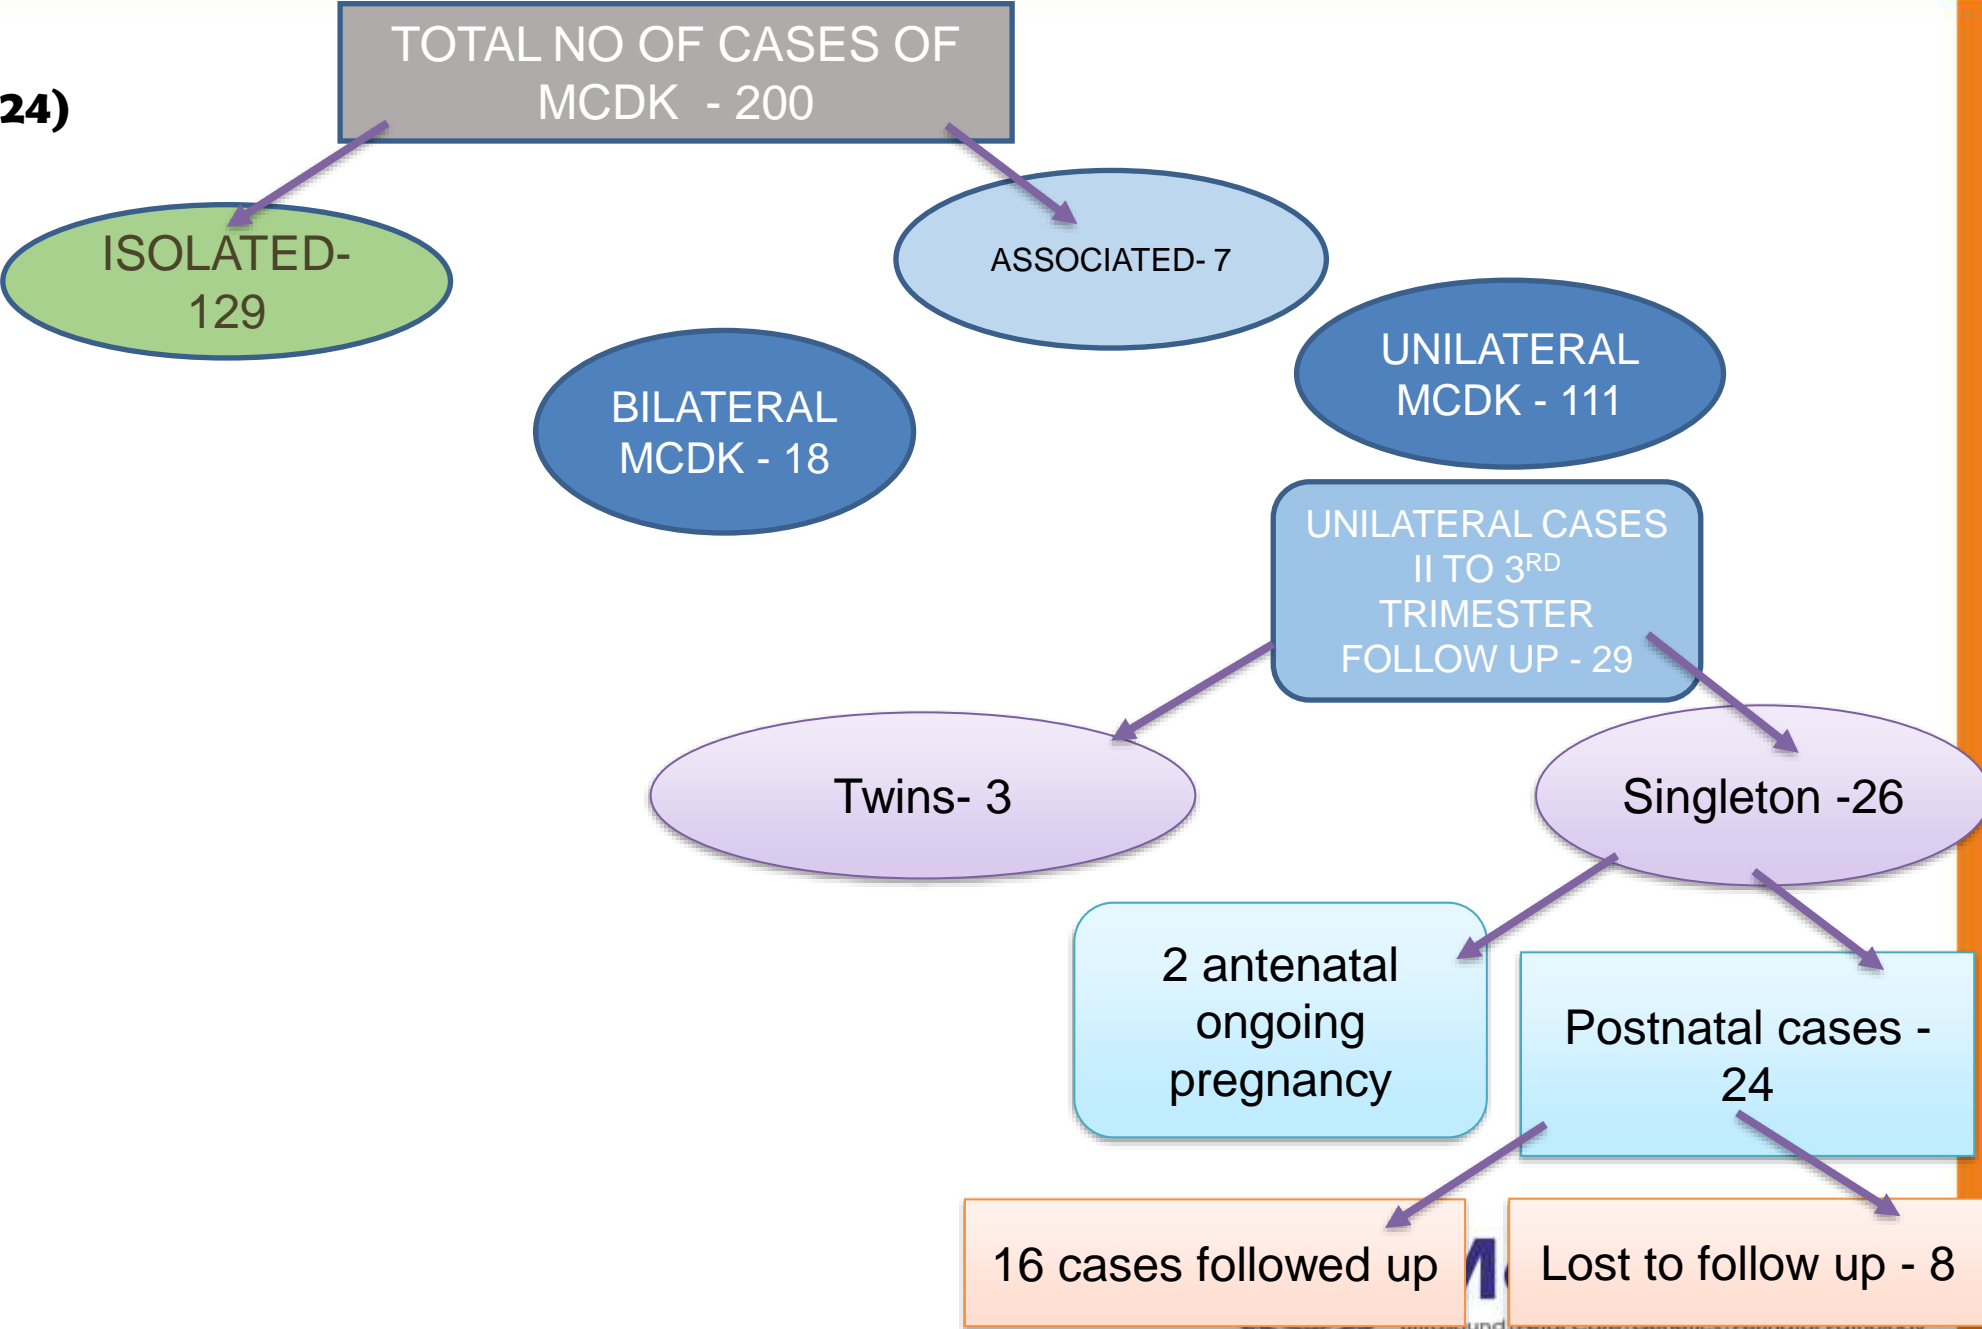 TOTAL NO OF CASES OF
MCDK - 200
24)
ISOLATED-
129
ASSOCIATED- 7
BILATERAL
MCDK - 18
UNILATERAL
MCDK - 111
UNILATERAL CASES
II TO 3RD
TRIMESTER
FOLLOW UP - 29
Twins- 3
Singleton -26
2 antenatal
ongoing
pregnancy
Postnatal cases -
24
16 cases followed up
Lost to follow up - 8